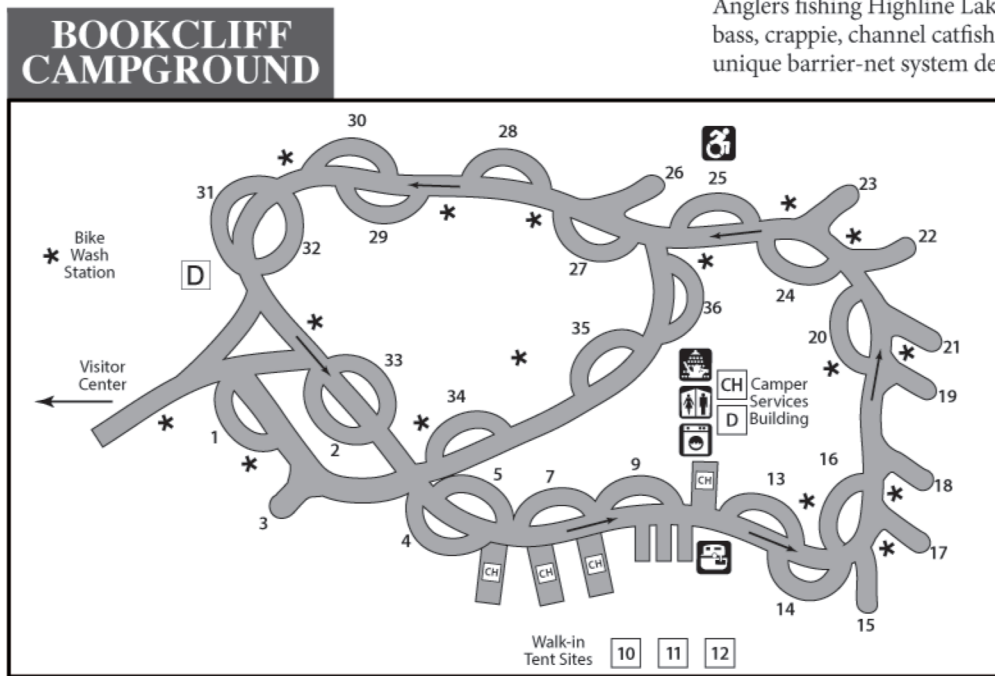 BOOKCLIFF
CAMPGROUND
Anglers fishing Highline Lak
bass, crappie, channel catfish
unique barrier-net system de
30
28
26
25
23
31
29
32
27
22
24
Bike
Wash
Station
D
36
35
20
21
33
Visitor
Center
34
CH
Camper
Services
D
Building
19
1
2
3
4
5
7
9
CH
13
16
18
17
CH
CH
CH
14
15
Walk-in
Tent Sites
10
11
12